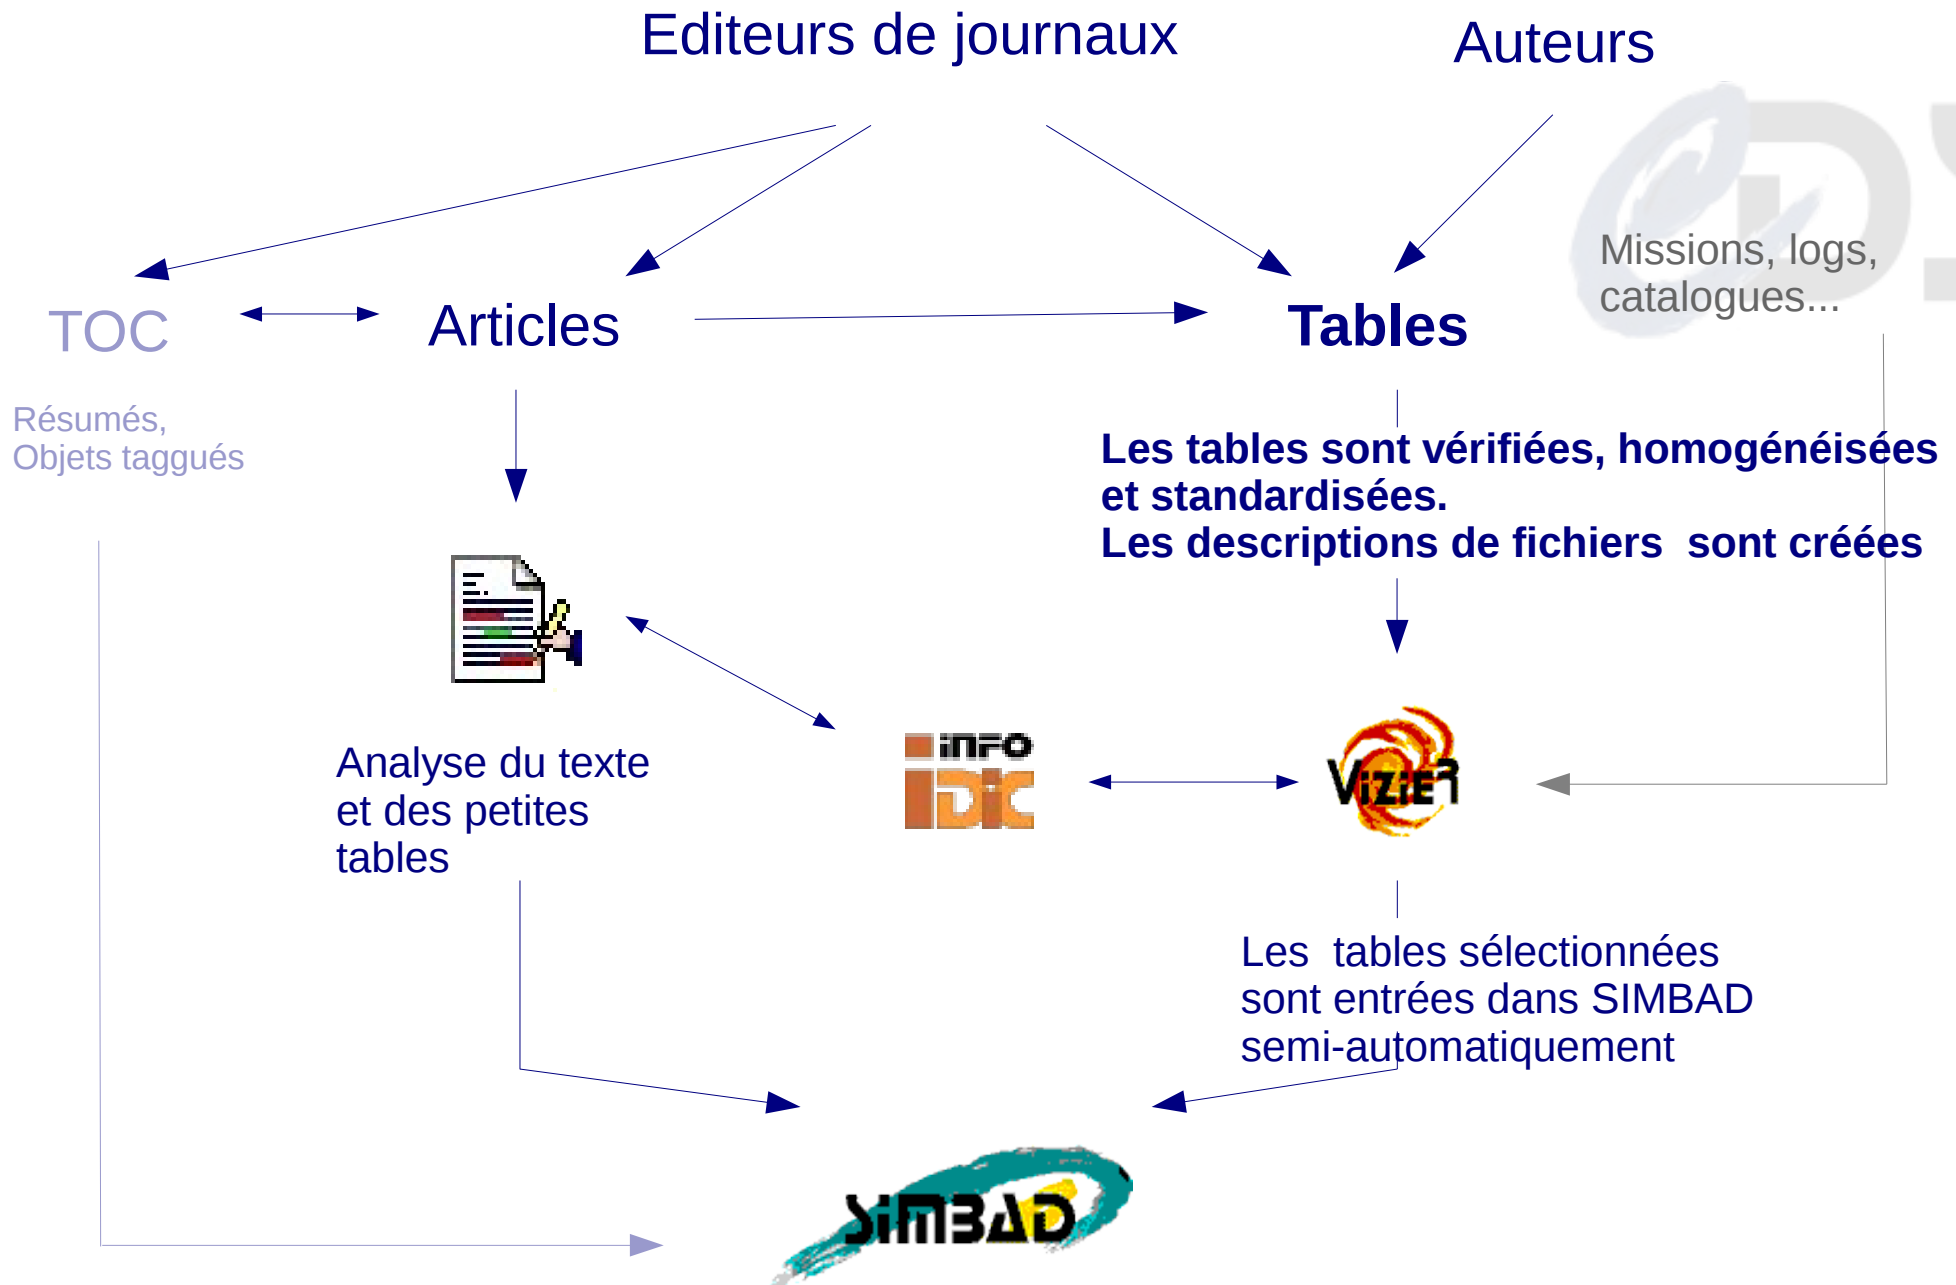 Editeurs de journaux
Auteurs
Missions, logs,
catalogues...
TOC
Articles
Tables
Résumés,
Objets taggués
Les tables sont vérifiées, homogénéisées
et standardisées.
Les descriptions de fichiers  sont créées
iNFO
DiC
ViZiER
Analyse du texte
et des petites
tables
Les  tables sélectionnées
sont entrées dans SIMBAD
semi-automatiquement
SiMBAD